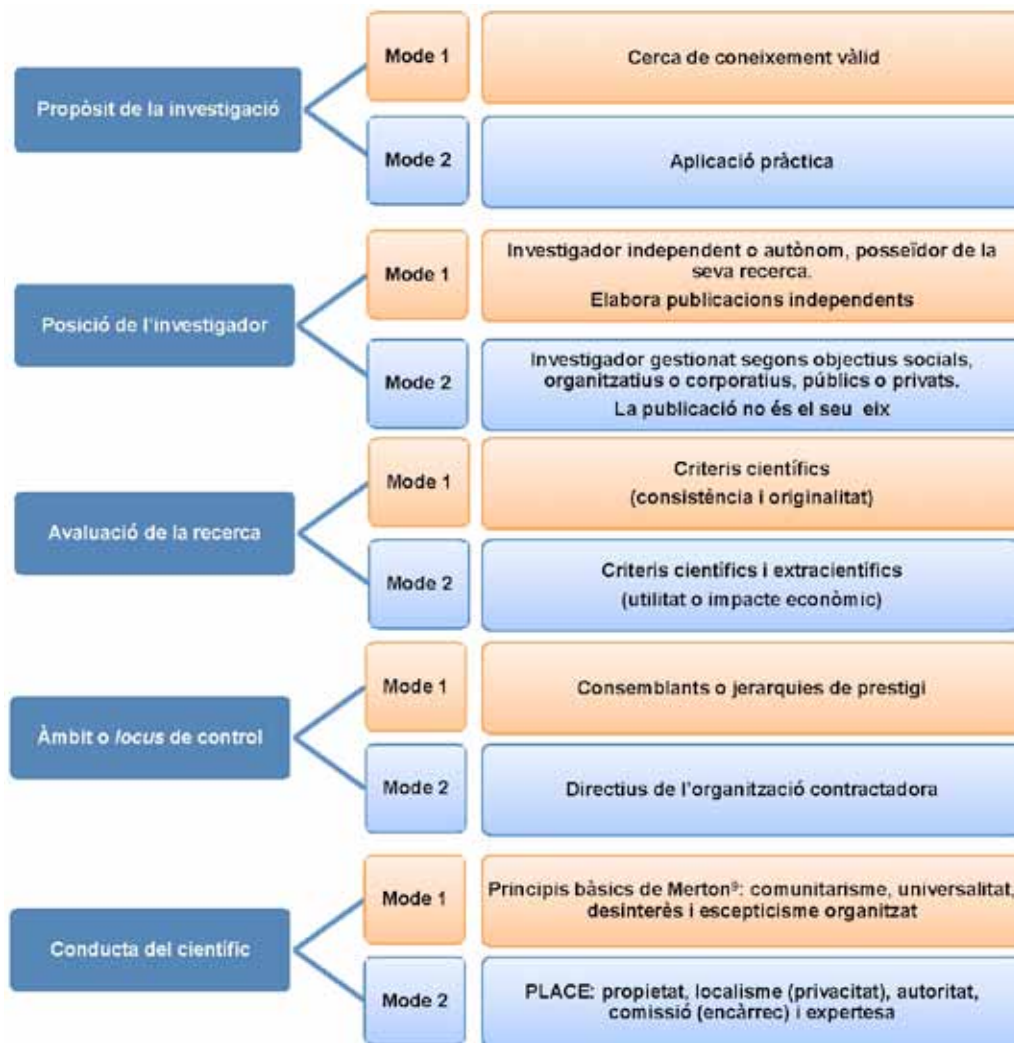 Propòsit de la investigació
Mode 1
Cerca de coneixement vàlid
Mode 2
Aplicació pràctica
Posició de l'investigador
Mode 1
Investigador independent o autònom, posseïdor de la
seva recerca.
Elabora publicacions independents
Mode 2
Investigador gestionat segons objectius socials,
organitzatius o corporatius, públics o privats.
La publicació no és el seu eix
Avaluació de la recerca
Mode 1
Criteris científics
(consistència i originalitat)
Mode 2
Criteris científics i extracientífics
(utilitat o impacte econòmic)
Àmbit o locus de control
Mode 1
Consemblants o jerarquies de prestigi
Mode 2
Directius de l'organització contractadora
Conducta del científic
Mode 1
Principis bàsics de Merton⁹: comunitarisme, universalitat,
desinterès i escepticisme organitzat
Mode 2
PLACE: propietat, localisme (privacitat), autoritat,
comissió (encàrrec) i expertesa